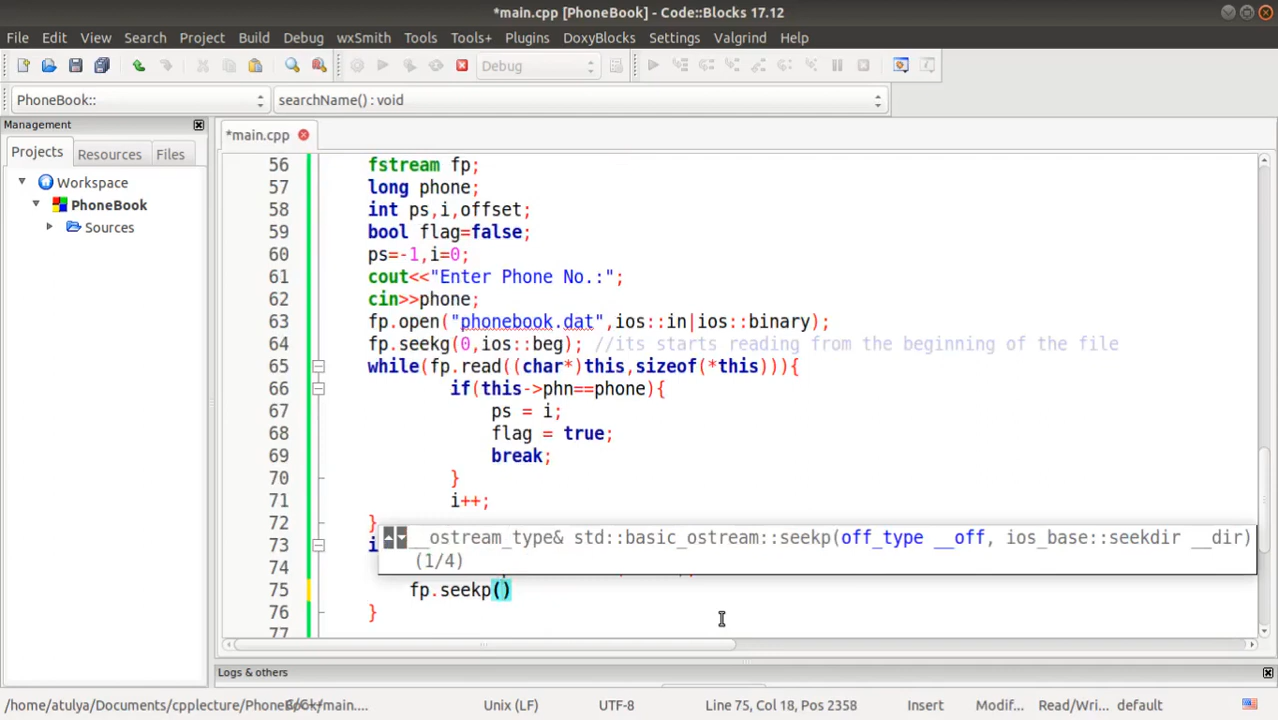 *main.cpp [PhoneBook] - Code::Blocks 17.12
File Edit View Search Project Build Debug wxSmith Tools Tools+ Plugins DoxyBlocks Settings Valgrind Help
Debug
PhoneBook:: searchName() : void
Management
*main.cpp
Projects Resources Files
Workspace
PhoneBook
Sources
56 fstream fp;
57 long phone;
58 int ps,i,offset;
59 bool flag=false;
60 ps=-1,i=0;
61 cout<<"Enter Phone No.:";
62 cin>>phone;
63 fp.open("phonebook.dat",ios::in|ios::binary);
64 fp.seekg(0,ios::beg); //its starts reading from the beginning of the file
65 while(fp.read((char*)this,sizeof(*this))){
66 if(this->phn==phone){
67 ps = i;
68 flag = true;
69 break;
70 }
71 i++;
72 }
73 i
__ostream_type& std::basic_ostream::seekp(off_type __off, ios_base::seekdir __dir)
(1/4)
74
75 fp.seekp()
76 }
77
Logs & others
/home/atulya/Documents/cpplecture/PhoneBook/main.... Unix (LF) UTF-8 Line 75, Col 18, Pos 2358 Insert Modif... Read/Wri... default